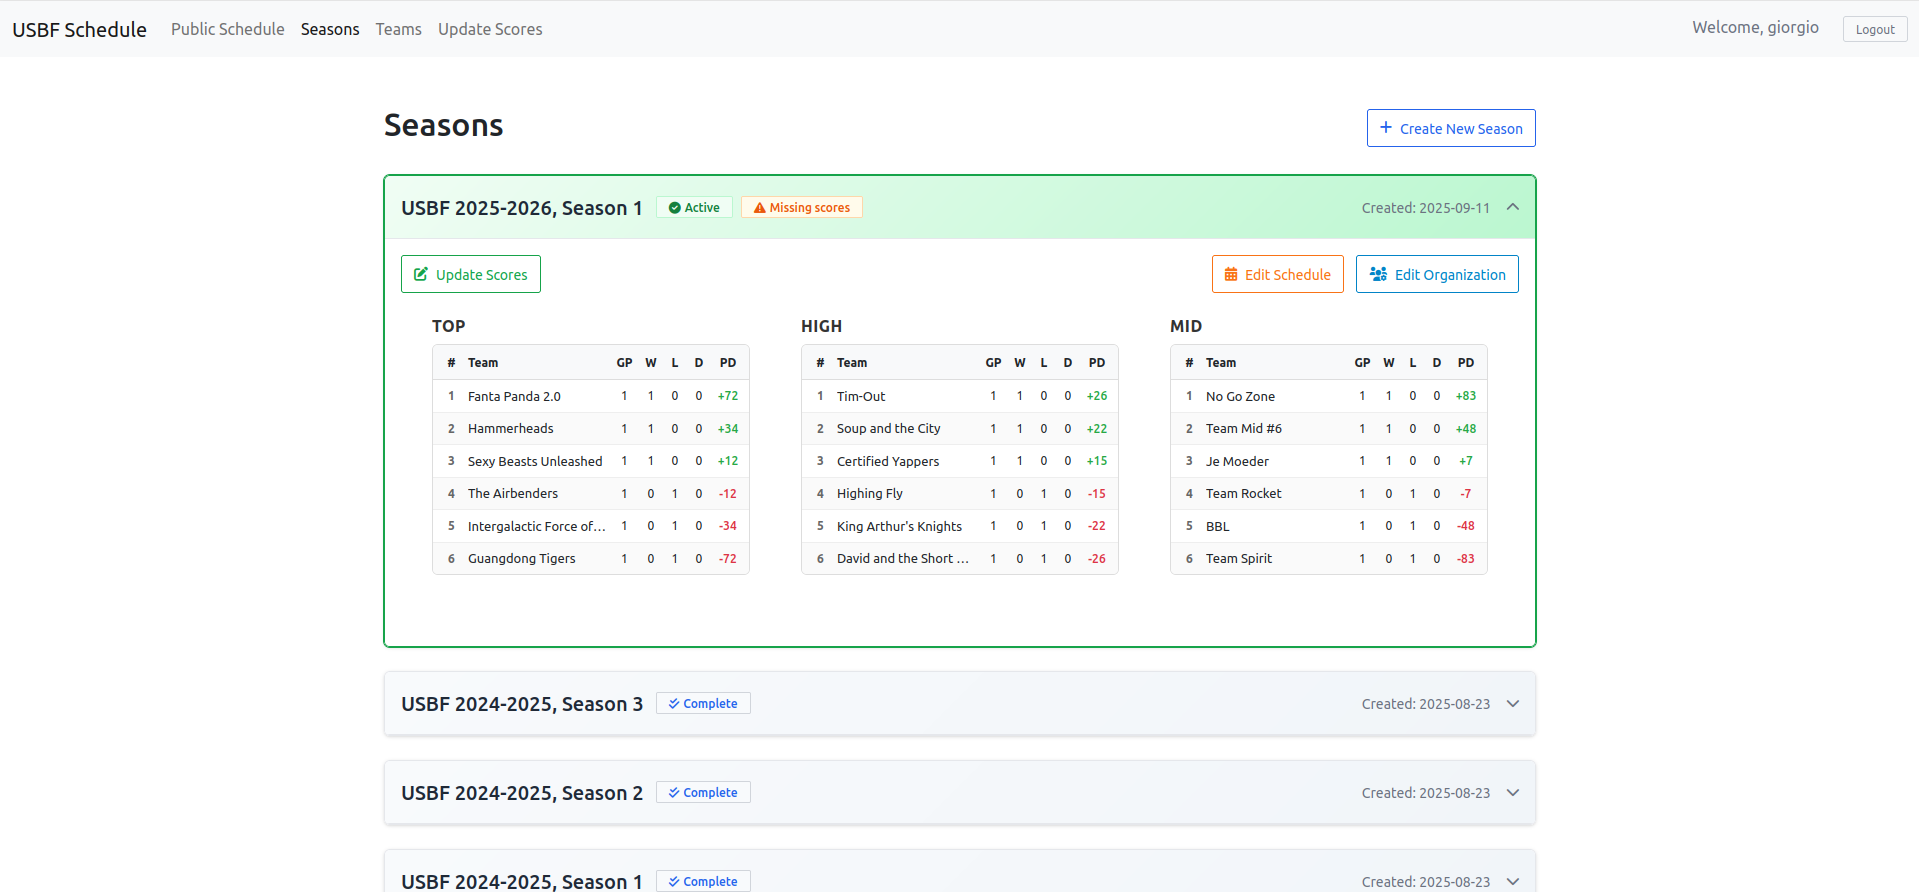 USBF Schedule Public Schedule Seasons Teams Update Scores Welcome, giorgio Logout
Seasons
+ Create New Season
USBF 2025-2026, Season 1 Active Missing scores Created: 2025-09-11
Update Scores Edit Schedule Edit Organization
TOP
# Team GP W L D PD
1 Fanta Panda 2.0 1 1 0 0 +72
2 Hammerheads 1 1 0 0 +34
3 Sexy Beasts Unleashed 1 1 0 0 +12
4 The Airbenders 1 0 1 0 -12
5 Intergalactic Force of... 1 0 1 0 -34
6 Guangdong Tigers 1 0 1 0 -72
HIGH
# Team GP W L D PD
1 Tim-Out 1 1 0 0 +26
2 Soup and the City 1 1 0 0 +22
3 Certified Yappers 1 1 0 0 +15
4 Highing Fly 1 0 1 0 -15
5 King Arthur's Knights 1 0 1 0 -22
6 David and the Short ... 1 0 1 0 -26
MID
# Team GP W L D PD
1 No Go Zone 1 1 0 0 +83
2 Team Mid #6 1 1 0 0 +48
3 Je Moeder 1 1 0 0 +7
4 Team Rocket 1 0 1 0 -7
5 BBL 1 0 1 0 -48
6 Team Spirit 1 0 1 0 -83
USBF 2024-2025, Season 3 Complete Created: 2025-08-23
USBF 2024-2025, Season 2 Complete Created: 2025-08-23
USBF 2024-2025, Season 1 Complete Created: 2025-08-23